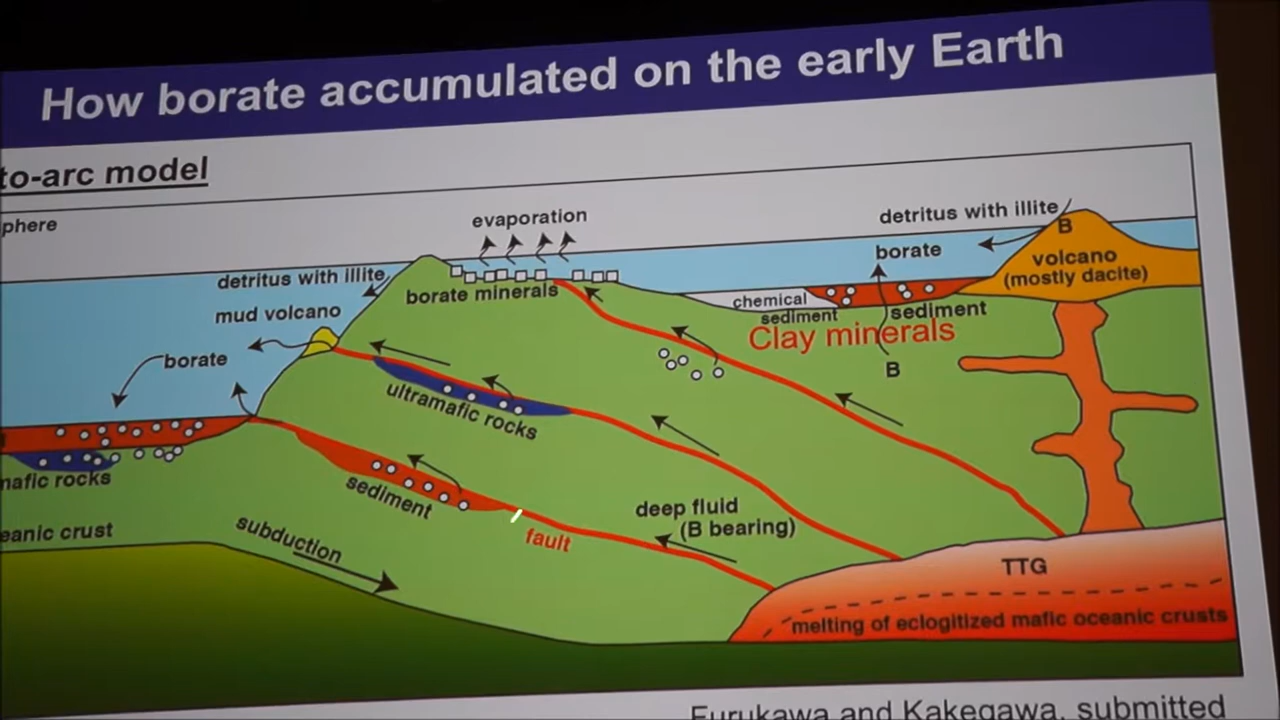 How borate accumulated on the early Earth
to-arc model
phere
evaporation
detritus with illite
B
borate
volcano
(mostly dacite)
detritus with illite
borate minerals
chemical
sediment
sediment
mud volcano
Clay minerals
borate
B
ultramafic rocks
mafic rocks
sediment
deep fluid
(B bearing)
eanic crust
subduction
fault
TTG
melting of eclogitized mafic oceanic crusts
Furukawa and Kakegawa, submitted